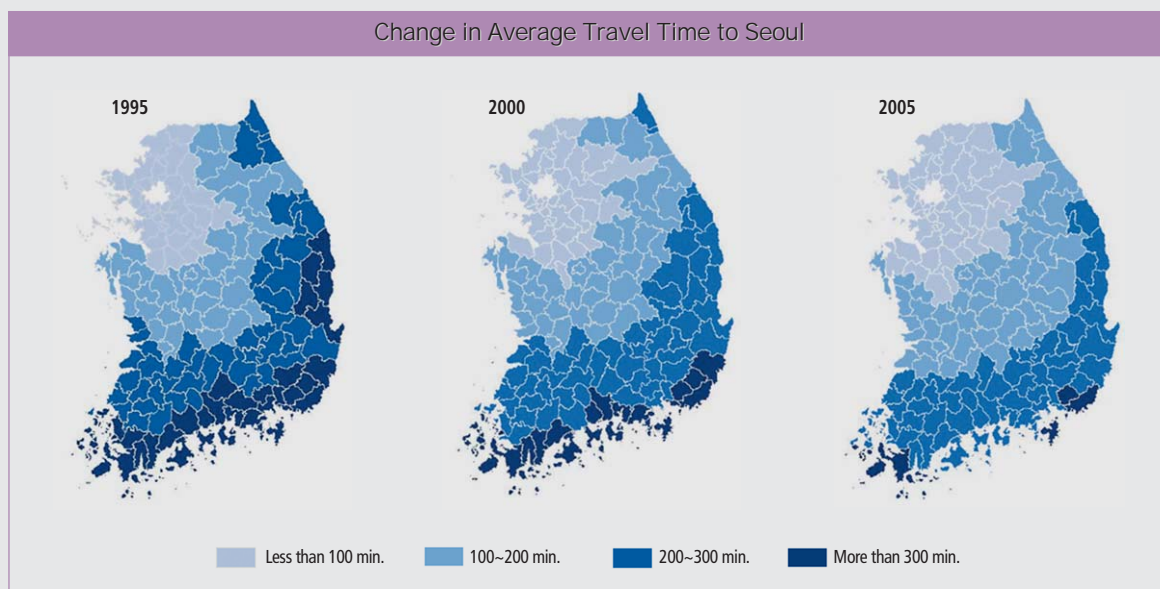 Change in Average Travel Time to Seoul
1995
2000
2005
Less than 100 min.
100~200 min.
200~300 min.
More than 300 min.